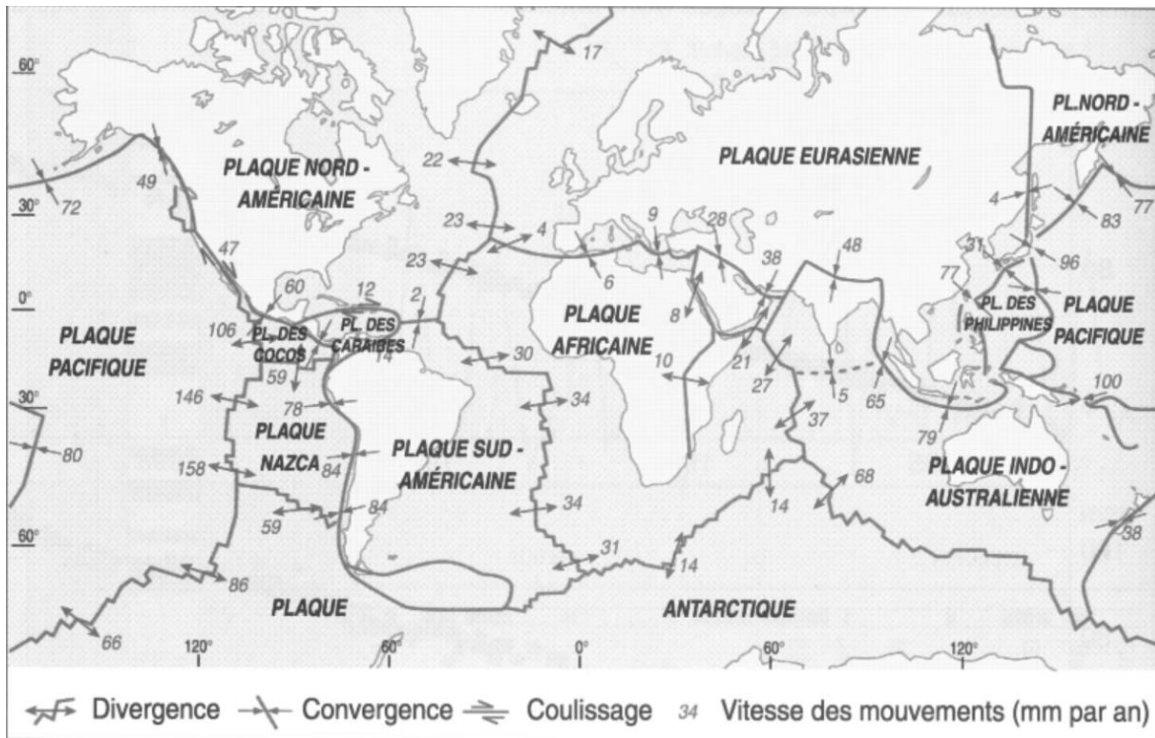 17
60°
PL.NORD -
AMÉRICAINE
PLAQUE NORD -
AMÉRICAINE
PLAQUE EURASIENNE
22
49
72
77
83
4
30°
23
4
9
28
96
31
47
23
6
48
38
77
60
12
2
0°
8
PL. DES
PHILIPPINES
PLAQUE
PACIFIQUE
106
PL. DES
COCOS
PL. DES
CARAIBES
14
PLAQUE
AFRICAINE
PLAQUE
PACIFIQUE
59
30
10
21
27
5
65
100
146
78
34
37
79
30°
PLAQUE
NAZCA
84
PLAQUE SUD -
AMÉRICAINE
PLAQUE INDO -
AUSTRALIENNE
80
158
68
59
84
34
14
38
60°
31
14
86
66
PLAQUE
ANTARCTIQUE
120°
60°
0°
60°
120°
Divergence
Convergence
Coulissage
34
Vitesse des mouvements (mm par an)